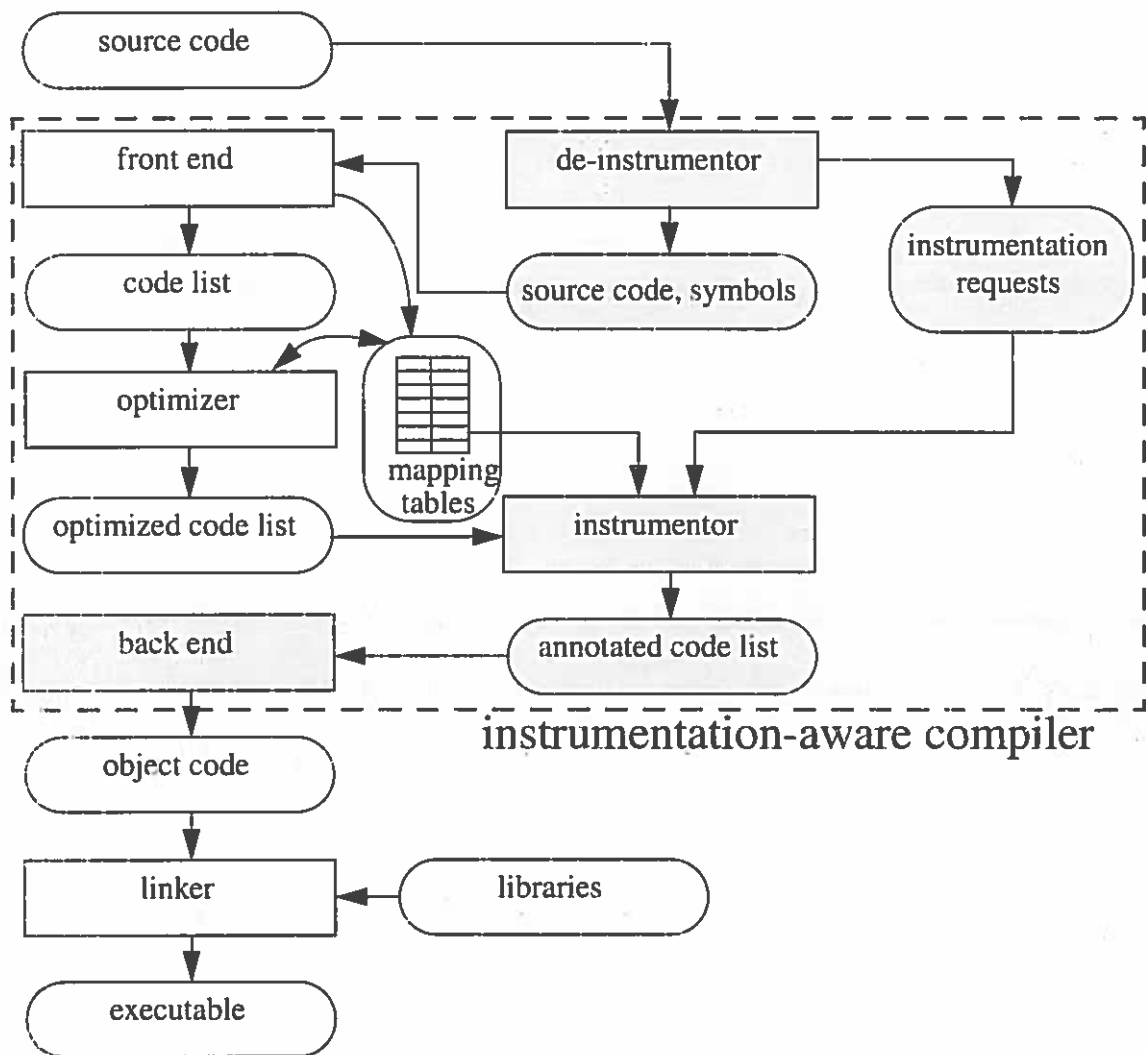 source code
front end
de-instrumentor
code list
source code, symbols
instrumentation
requests
optimizer
mapping
tables
optimized code list
instrumentor
back end
annotated code list
instrumentation-aware compiler
object code
linker
libraries
executable